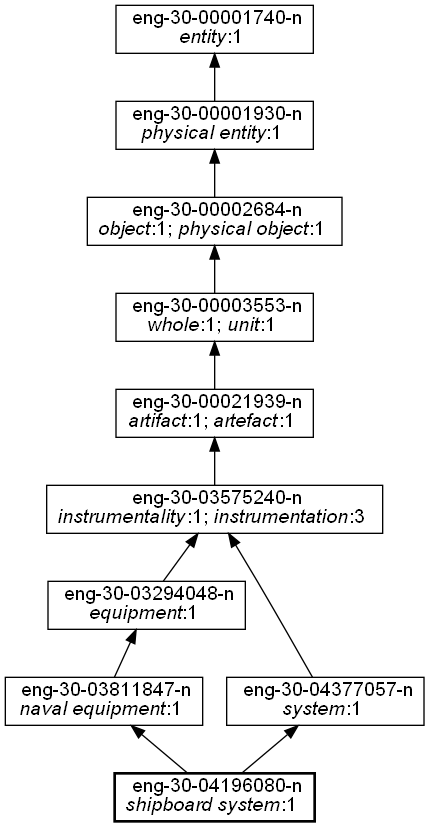 eng-30-00001740-n
entity:1
eng-30-00001930-n
physical entity:1
eng-30-00002684-n
object:1; physical object:1
eng-30-00003553-n
whole:1; unit:1
eng-30-00021939-n
artifact:1; artefact:1
eng-30-03575240-n
instrumentality:1; instrumentation:3
eng-30-03294048-n
equipment:1
eng-30-03811847-n
naval equipment:1
eng-30-04377057-n
system:1
eng-30-04196080-n
shipboard system:1